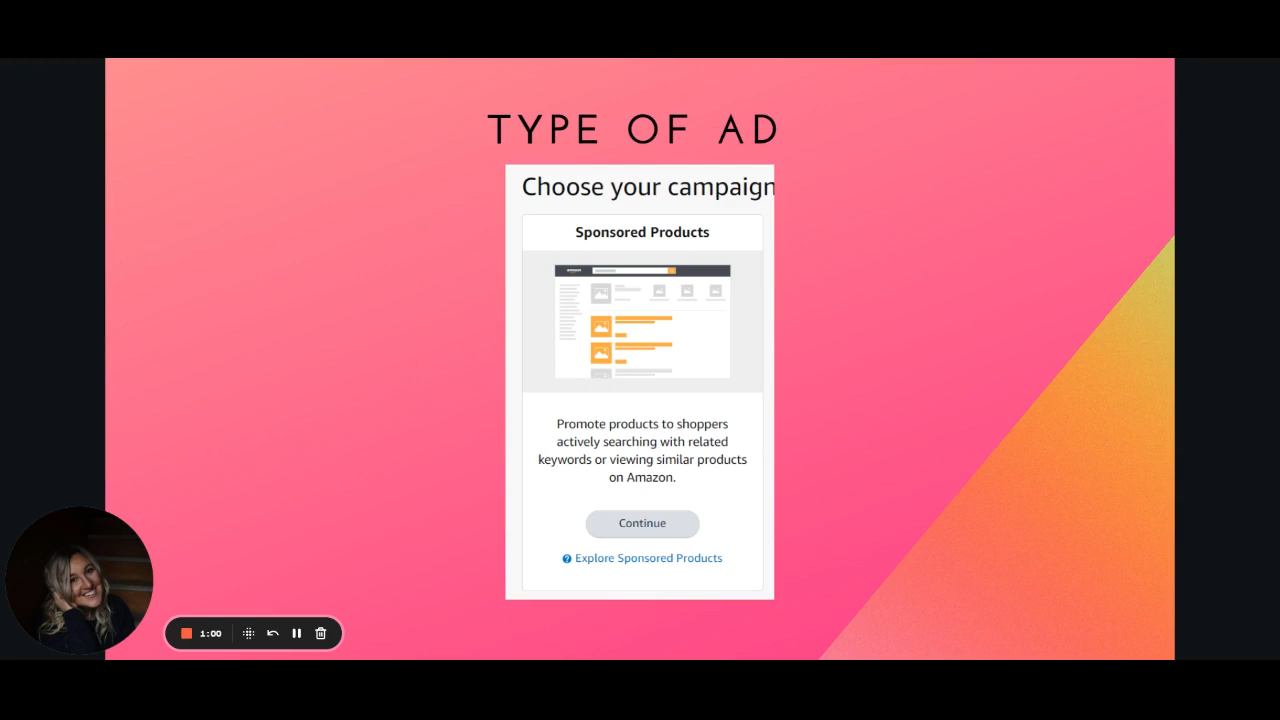 TYPE OF AD
Choose your campaign
Sponsored Products
amazon
Promote products to shoppers
actively searching with related
keywords or viewing similar products
on Amazon.
Continue
Explore Sponsored Products
1:00